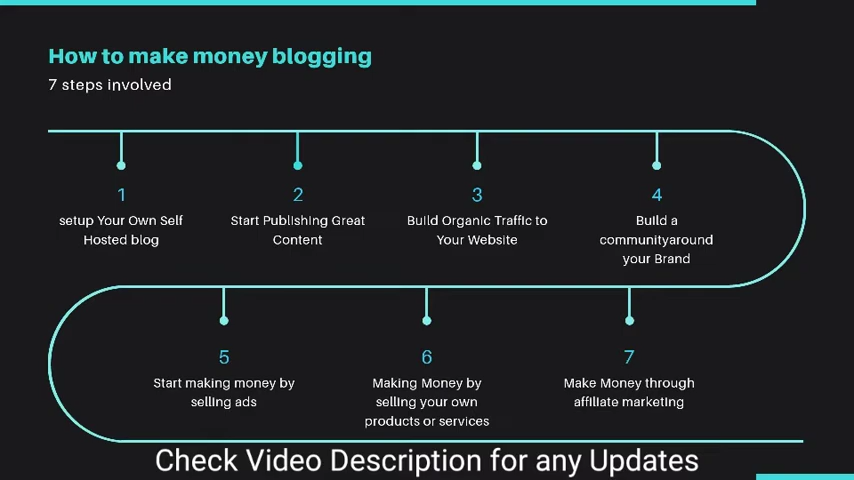 How to make money blogging
7 steps involved
1
setup Your Own Self
Hosted blog
2
Start Publishing Great
Content
3
Build Organic Traffic to
Your Website
4
Build a
communityaround
your Brand
5
Start making money by
selling ads
6
Making Money by
selling your own
products or services
7
Make Money through
affiliate marketing
Check Video Description for any Updates